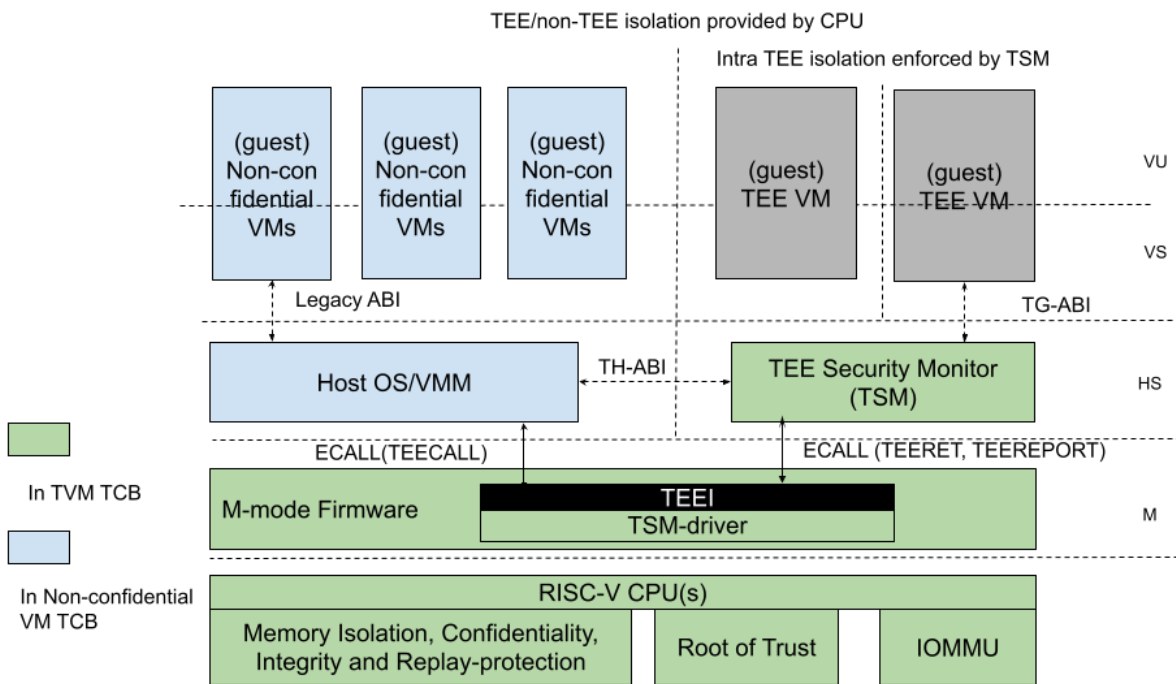 TEE/non-TEE isolation provided by CPU
Intra TEE isolation enforced by TSM
(guest)
Non-con
fidential
VMs
(guest)
Non-con
fidential
VMs
(guest)
Non-con
fidential
VMs
(guest)
TEE VM
(guest)
TEE VM
VU
VS
Legacy ABI
TG-ABI
Host OS/VMM
TH-ABI
TEE Security Monitor
(TSM)
HS
ECALL(TEECALL)
ECALL (TEERET, TEEREPORT)
In TVM TCB
M-mode Firmware
TEEI
TSM-driver
M
In Non-confidential
VM TCB
RISC-V CPU(s)
Memory Isolation, Confidentiality,
Integrity and Replay-protection
Root of Trust
IOMMU